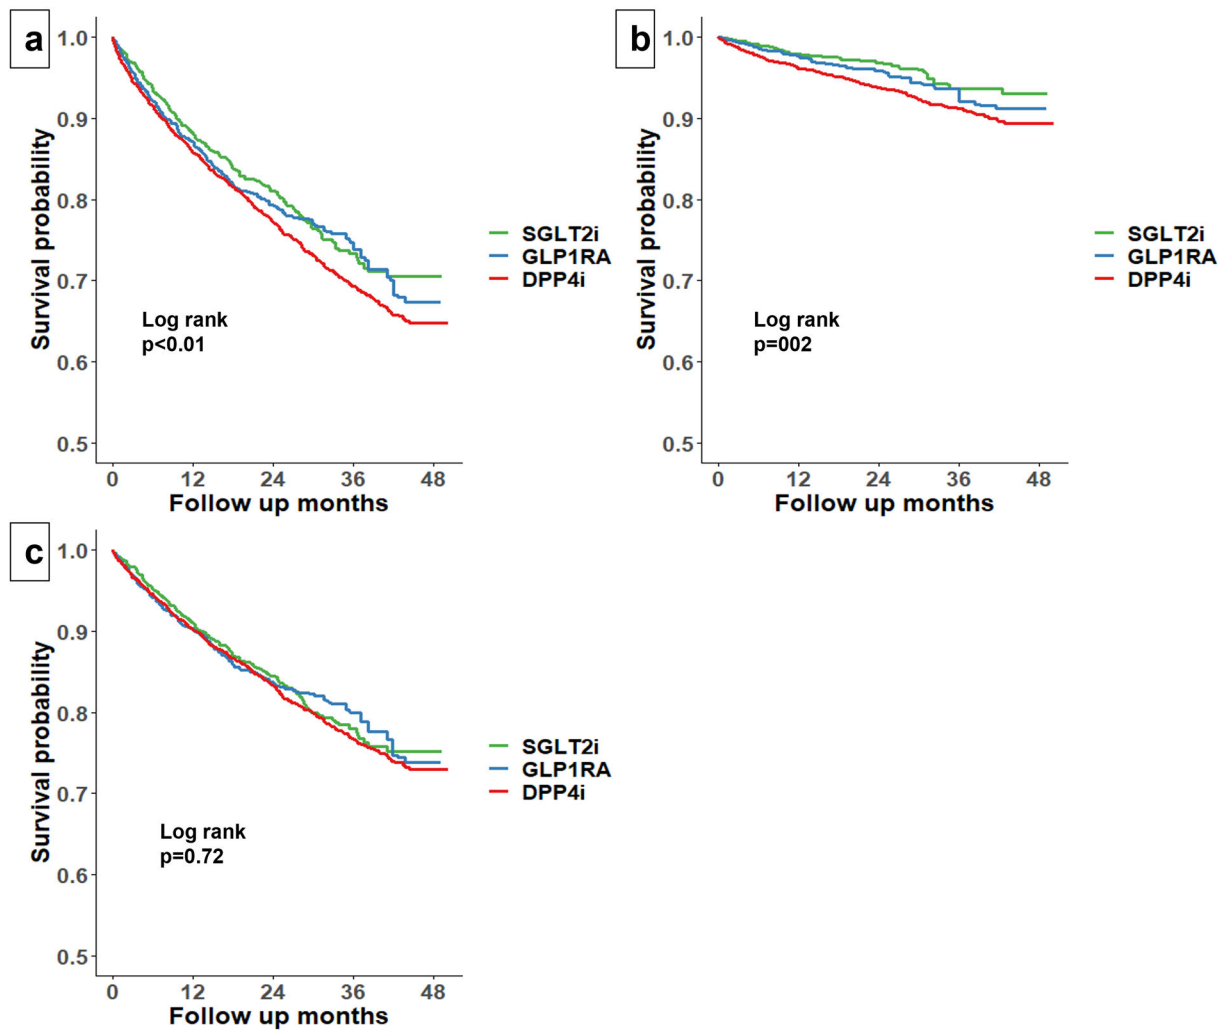 a
1.0
0.9
0.8
0.7
0.6
0.5
Survival probability
Log rank
p<0.01
SGLT2i
GLP1RA
DPP4i
0 12 24 36 48
Follow up months
b
1.0
0.9
0.8
0.7
0.6
0.5
Survival probability
Log rank
p=002
SGLT2i
GLP1RA
DPP4i
0 12 24 36 48
Follow up months
c
1.0
0.9
0.8
0.7
0.6
0.5
Survival probability
Log rank
p=0.72
SGLT2i
GLP1RA
DPP4i
0 12 24 36 48
Follow up months